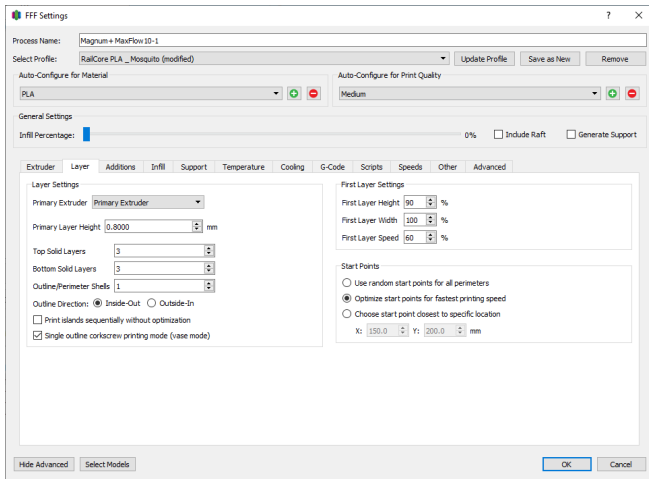 FFF Settings ? ×
Process Name: Magnum+ MaxFlow10-1
Select Profile: RailCore PLA _Mosquito (modified) Update Profile Save as New Remove
Auto-Configure for Material
PLA
Auto-Configure for Print Quality
Medium
General Settings
Infill Percentage: 0% Include Raft Generate Support
Extruder Layer Additions Infill Support Temperature Cooling G-Code Scripts Speeds Other Advanced
Layer Settings
Primary Extruder Primary Extruder
Primary Layer Height 0.8000 mm
Top Solid Layers 3
Bottom Solid Layers 3
Outline/Perimeter Shells 1
Outline Direction: Inside-Out Outside-In
Print islands sequentially without optimization
Single outline corkscrew printing mode (vase mode)
First Layer Settings
First Layer Height 90 %
First Layer Width 100 %
First Layer Speed 60 %
Start Points
Use random start points for all perimeters
Optimize start points for fastest printing speed
Choose start point closest to specific location
X: 150.0 Y: 200.0 mm
Hide Advanced Select Models OK Cancel